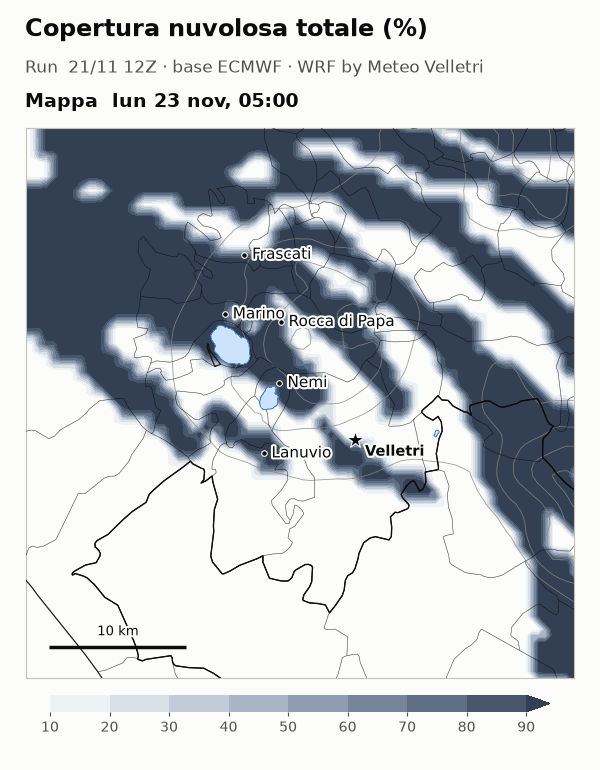 Copertura nuvolosa totale (%)
Run  21/11 12Z · base ECMWF · WRF by Meteo Velletri
Mappa  lun 23 nov, 05:00
Frascati
Marino
Rocca di Papa
Nemi
Velletri
Lanuvio
10 km
10 20 30 40 50 60 70 80 90